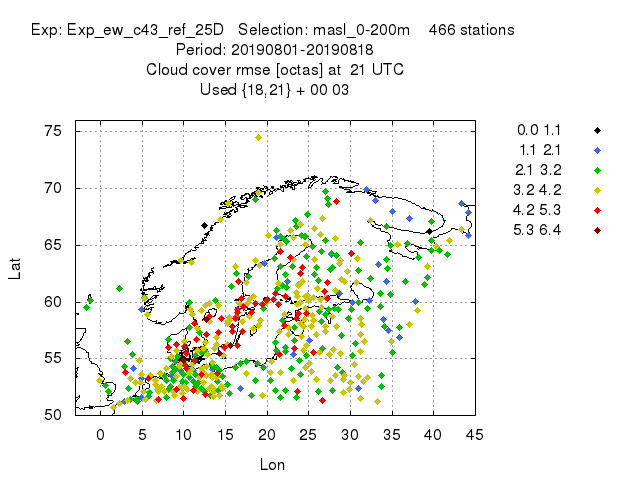 Exp: Exp_ew_c43_ref_25D   Selection: masl_0-200m    466 stations
Period: 20190801-20190818
Cloud cover rmse [octas] at  21 UTC
Used {18,21} + 00 03
0.0 1.1
1.1 2.1
2.1 3.2
3.2 4.2
4.2 5.3
5.3 6.4
75
70
65
60
55
50
Lat
0 5 10 15 20 25 30 35 40 45
Lon